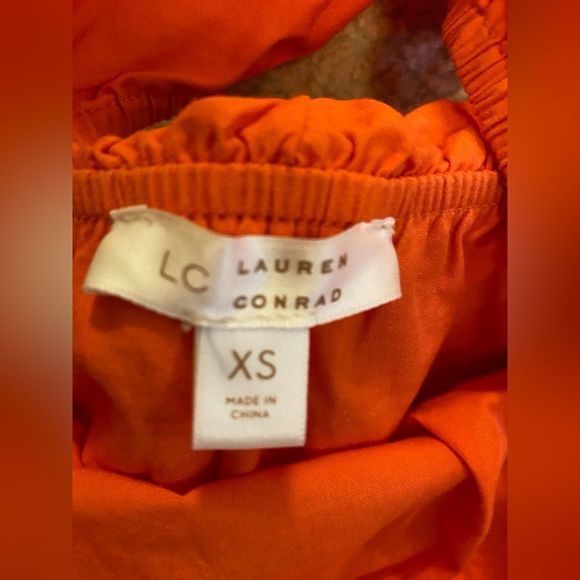 LC LAUREN
CONRAD
XS
MADE IN
CHINA